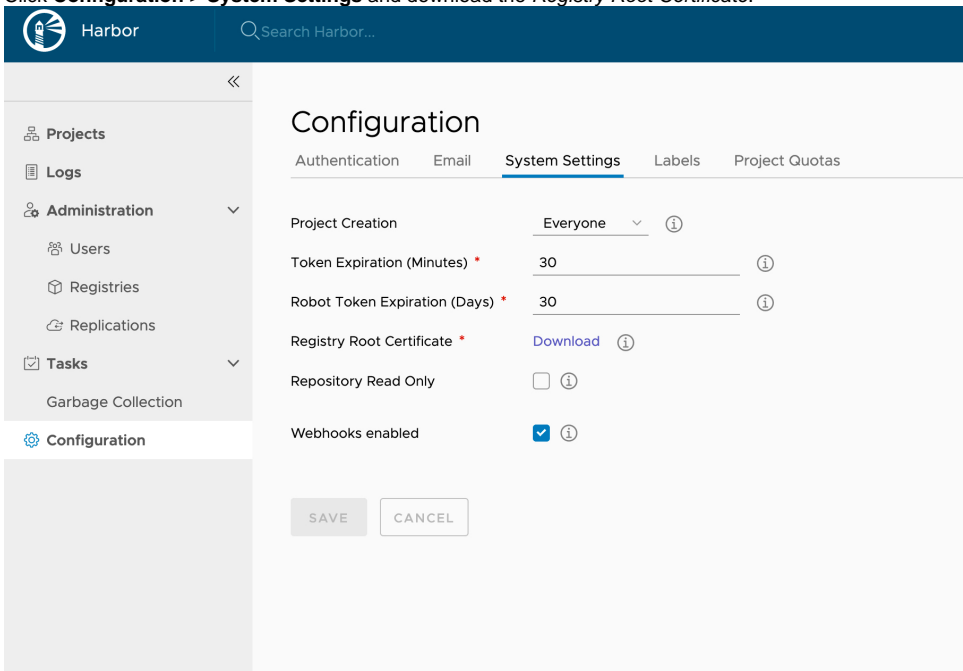 Click Configuration > System Settings and download the Registry Root Certificate.
Harbor
Search Harbor...
Projects
Logs
Administration
Users
Registries
Replications
Tasks
Garbage Collection
Configuration
Configuration
Authentication Email System Settings Labels Project Quotas
Project Creation Everyone
Token Expiration (Minutes) * 30
Robot Token Expiration (Days) * 30
Registry Root Certificate * Download
Repository Read Only
Webhooks enabled
SAVE CANCEL